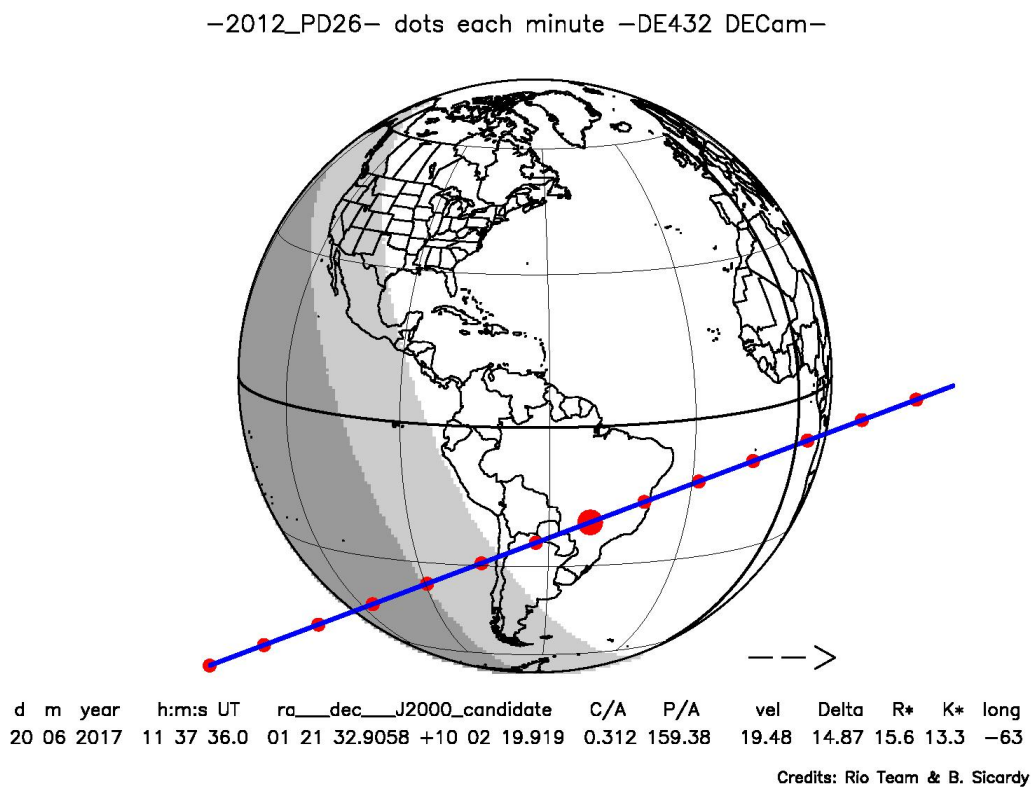 -2012_PD26- dots each minute -DE432 DECam-
d m year h:m:s UT ra___dec___J2000_candidate C/A P/A vel Delta R* K* long
20 06 2017 11 37 36.0 01 21 32.9058 +10 02 19.919 0.312 159.38 19.48 14.87 15.6 13.3 -63
Credits: Rio Team & B. Sicardy